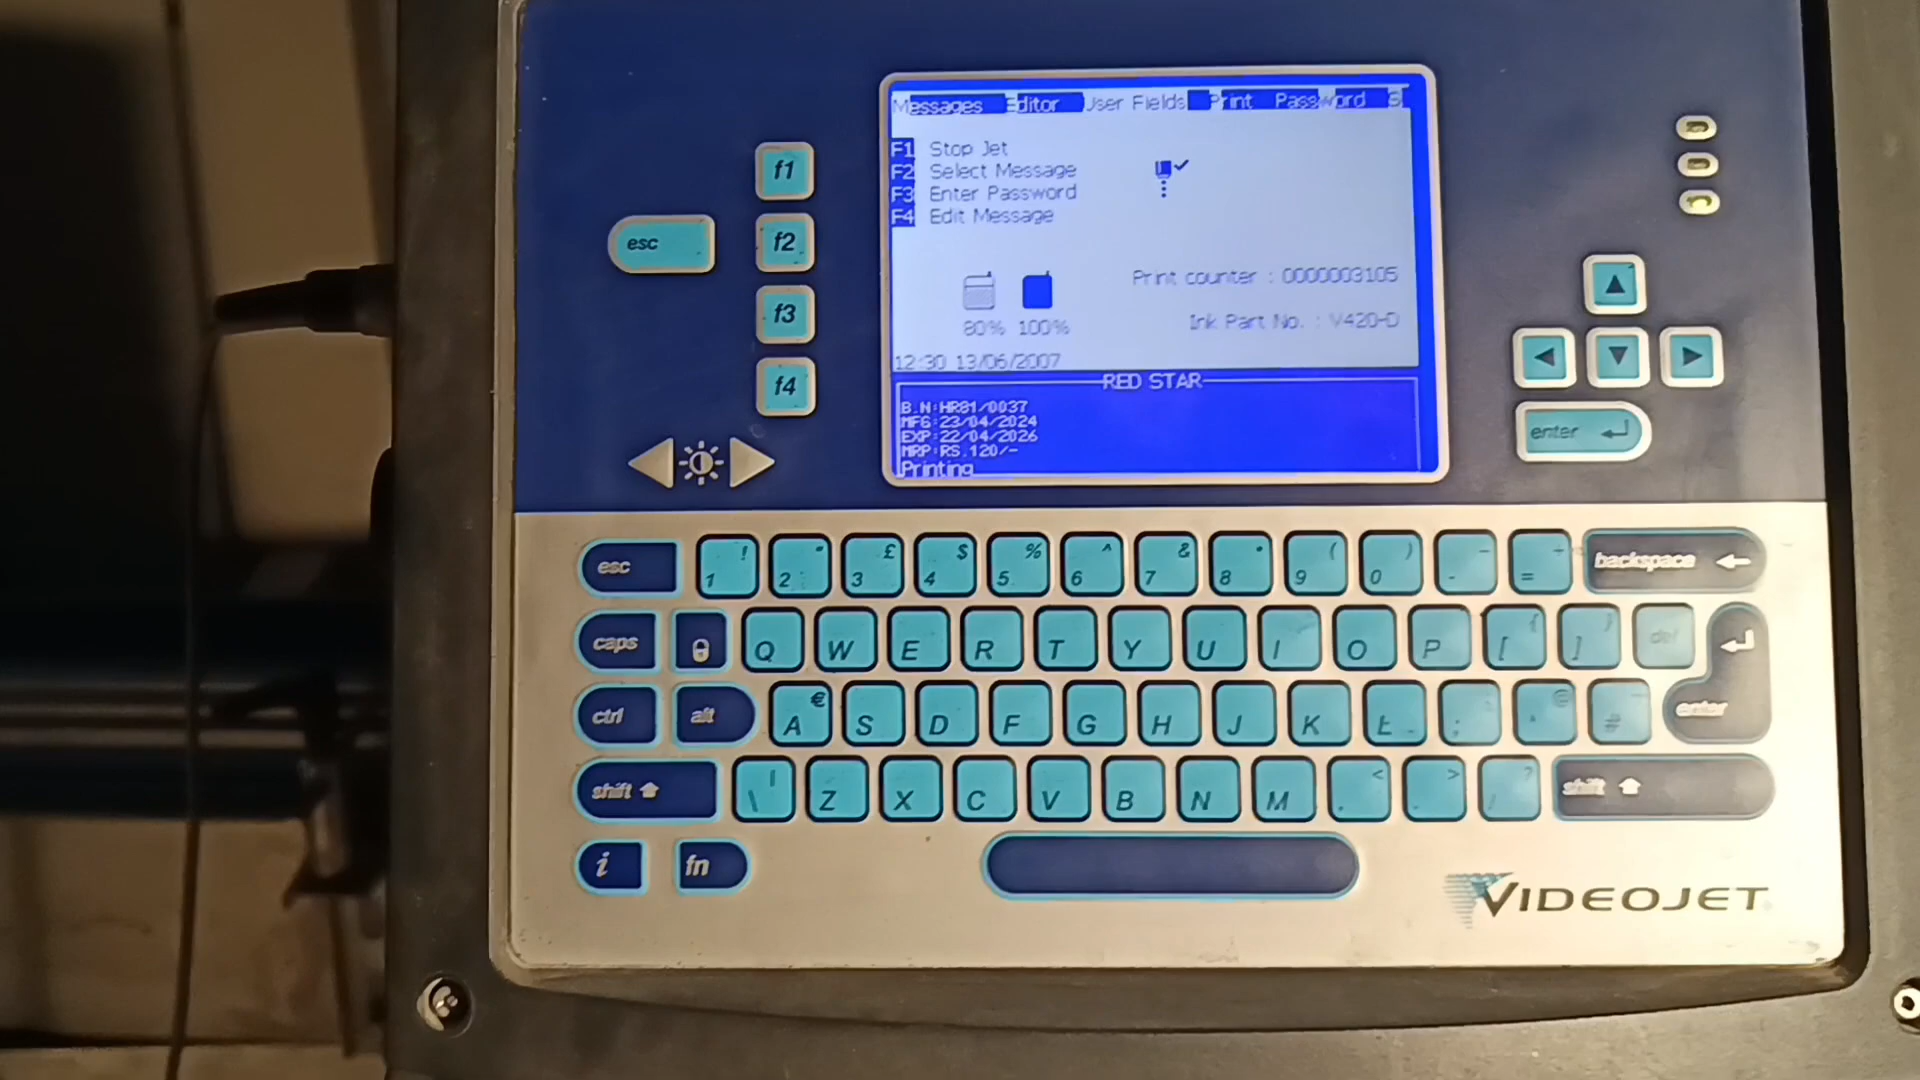 Messages Editor User Fields Print Password S
F1 Stop Jet
F2 Select Message
F3 Enter Password
F4 Edit Message
Print counter : 0000003105
80% 100%
Ink Part No. : V420-D
12:30 13/06/2007
RED STAR
B.N:HR81/0037
MFG:23/04/2024
EXP:22/04/2026
MRP:RS.120/-
Printing
f1
f2
f3
f4
esc
enter
esc ! 1 2 £ 3 $ 4 % 5 ^ 6 & 7 8 ( 9 ) 0 - = backspace
caps Q W E R T Y U I O P { [ } ] del
ctrl alt A € S D F G H J K L ; @ # enter
shift | \ Z X C V B N M < , > . ? / shift
i fn
VIDEOJET